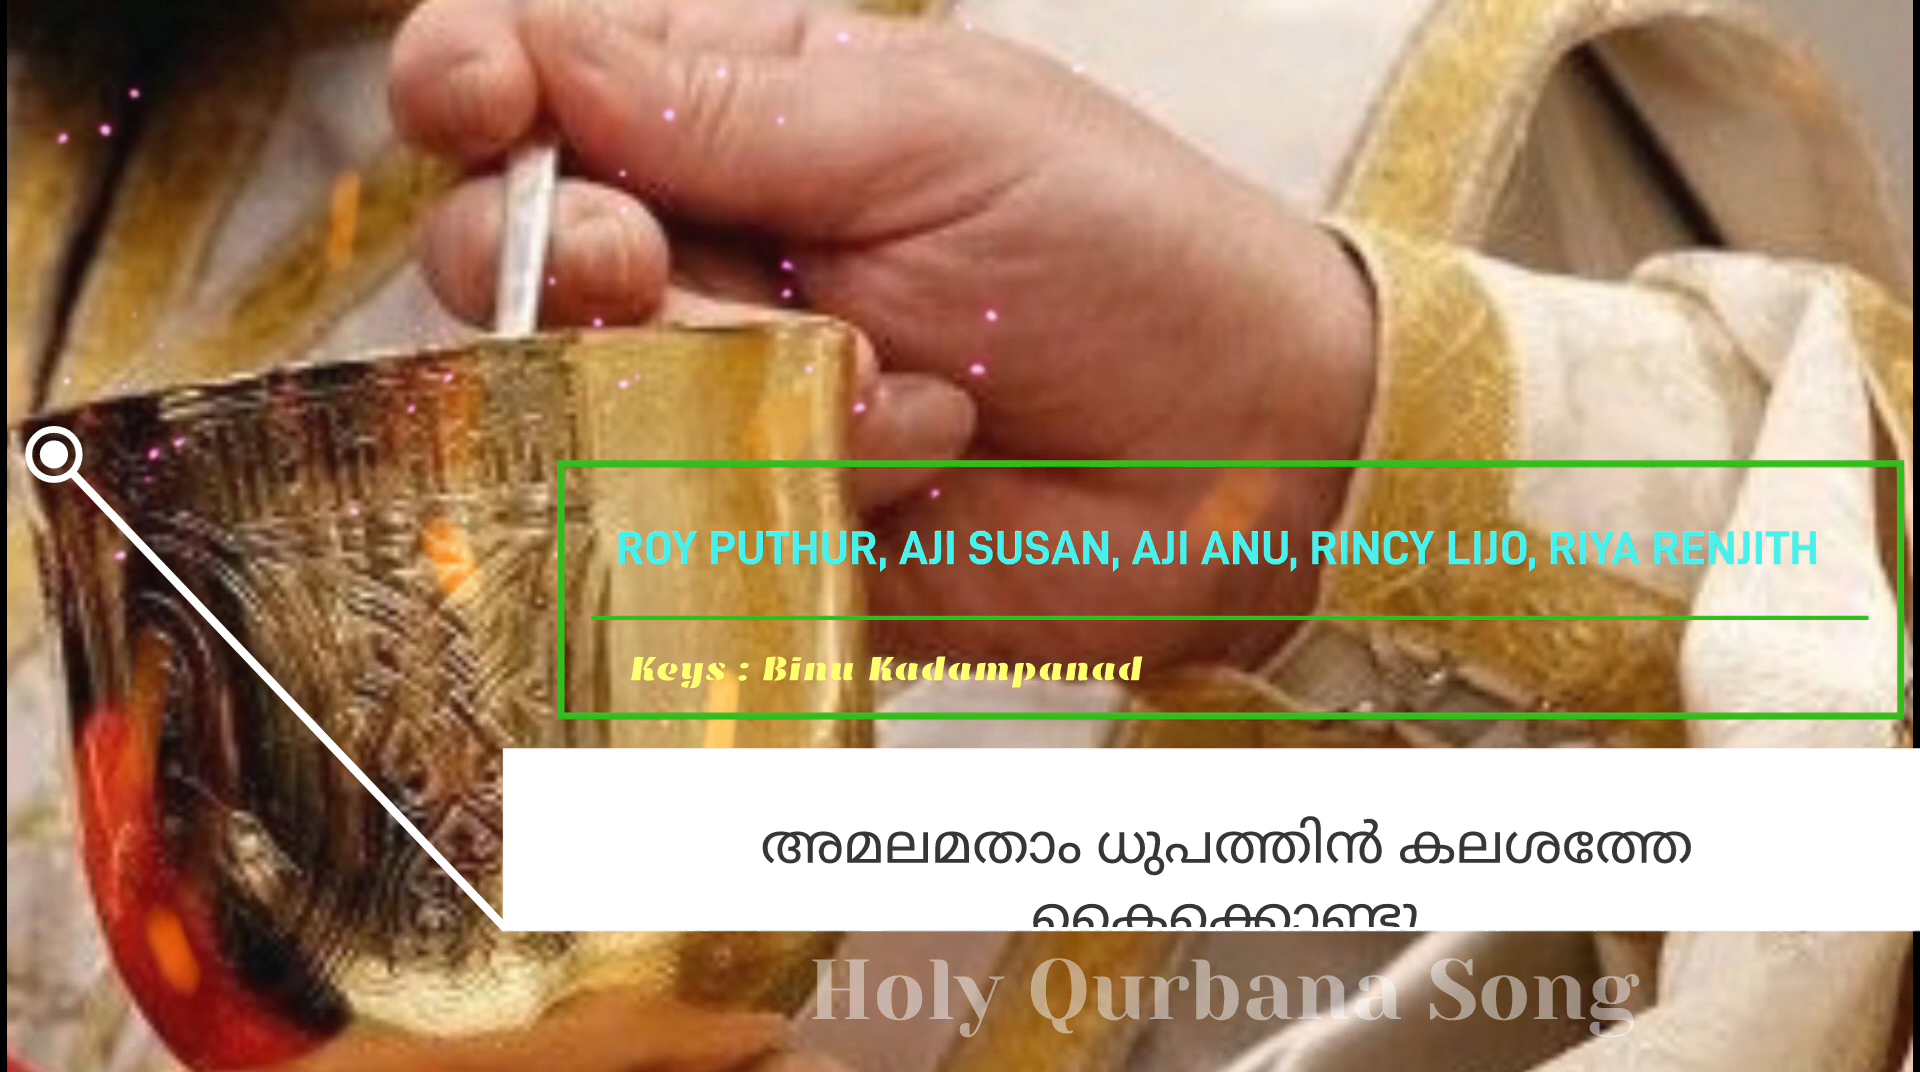 ROY PUTHUR, AJI SUSAN, AJI ANU, RINCY LIJO, RIYA RENJITH
Keys : Binu Kadampanad
അമലമതാം ധുപത്തിൻ കലശത്തേ
കൈക്കൊണ്ടു
Holy Qurbana Song